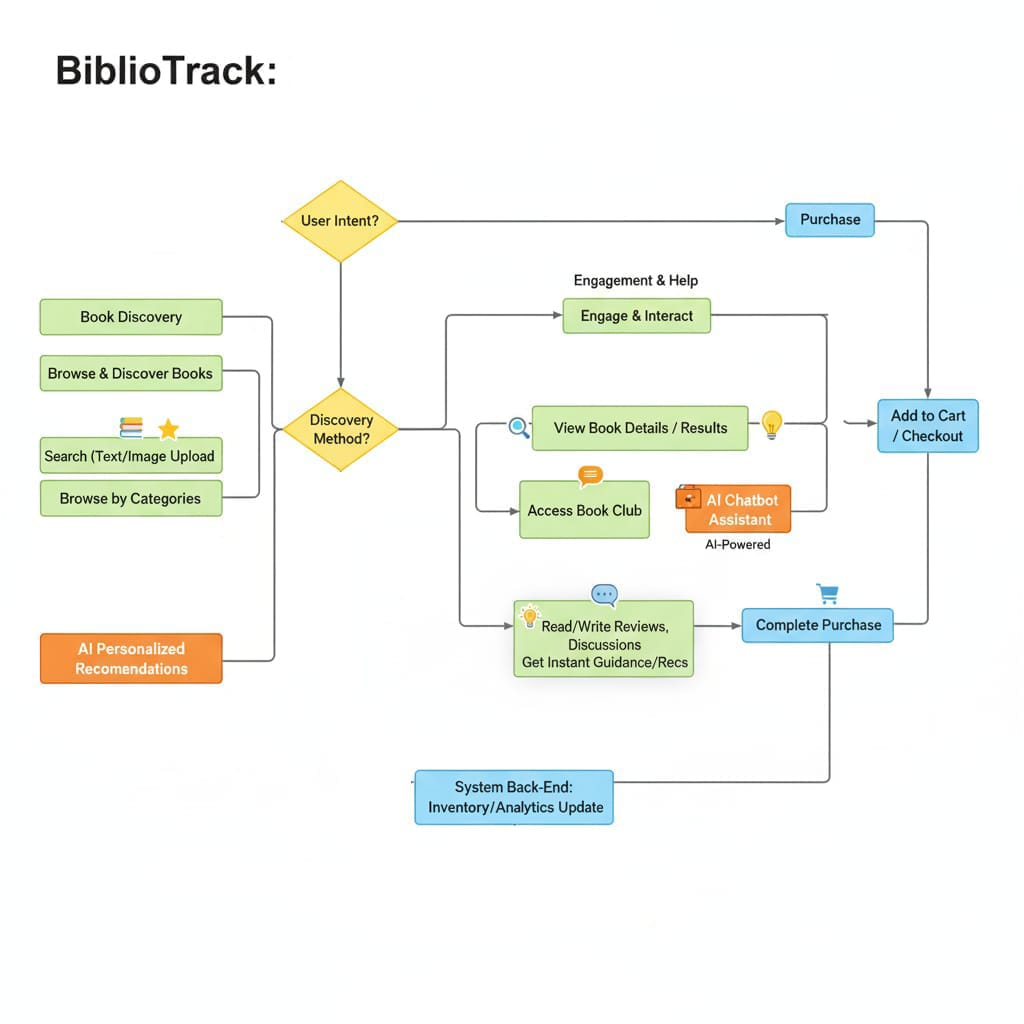 BiblioTrack:
User Intent?
Purchase
Engagement & Help
Engage & Interact
Book Discovery
Browse & Discover Books
Search (Text/Image Upload
Browse by Categories
Discovery
Method?
View Book Details / Results
Add to Cart
/ Checkout
Access Book Club
AI Chatbot
Assistant
AI-Powered
Read/Write Reviews,
Discussions
Get Instant Guidance/Recs
Complete Purchase
AI Personalized
Recomendations
System Back-End:
Inventory/Analytics Update